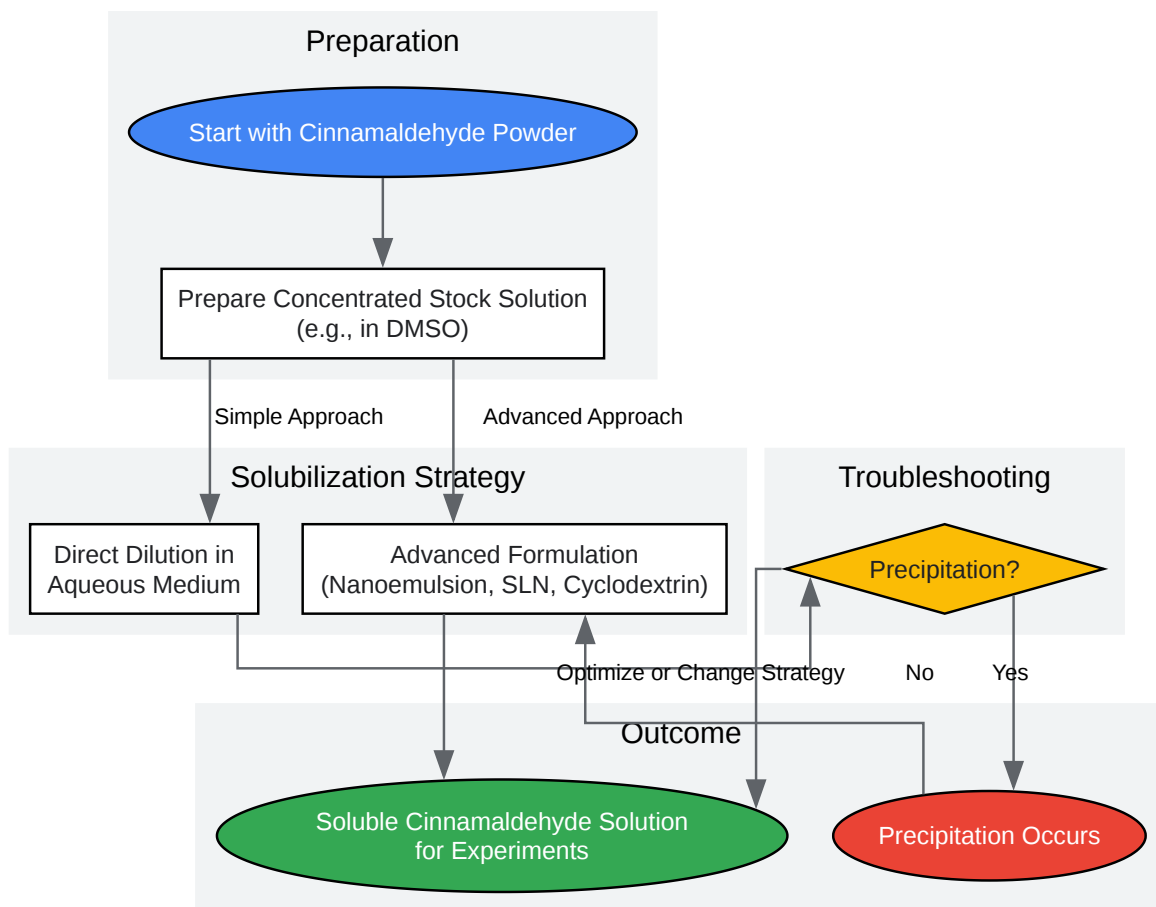 Preparation
Start with Cinnamaldehyde Powder
Prepare Concentrated Stock Solution
(e.g., in DMSO)
Simple Approach
Advanced Approach
Solubilization Strategy
Direct Dilution in
Aqueous Medium
Advanced Formulation
(Nanoemulsion, SLN, Cyclodextrin)
Troubleshooting
Precipitation?
Optimize or Change Strategy
No
Yes
Outcome
Soluble Cinnamaldehyde Solution
for Experiments
Precipitation Occurs